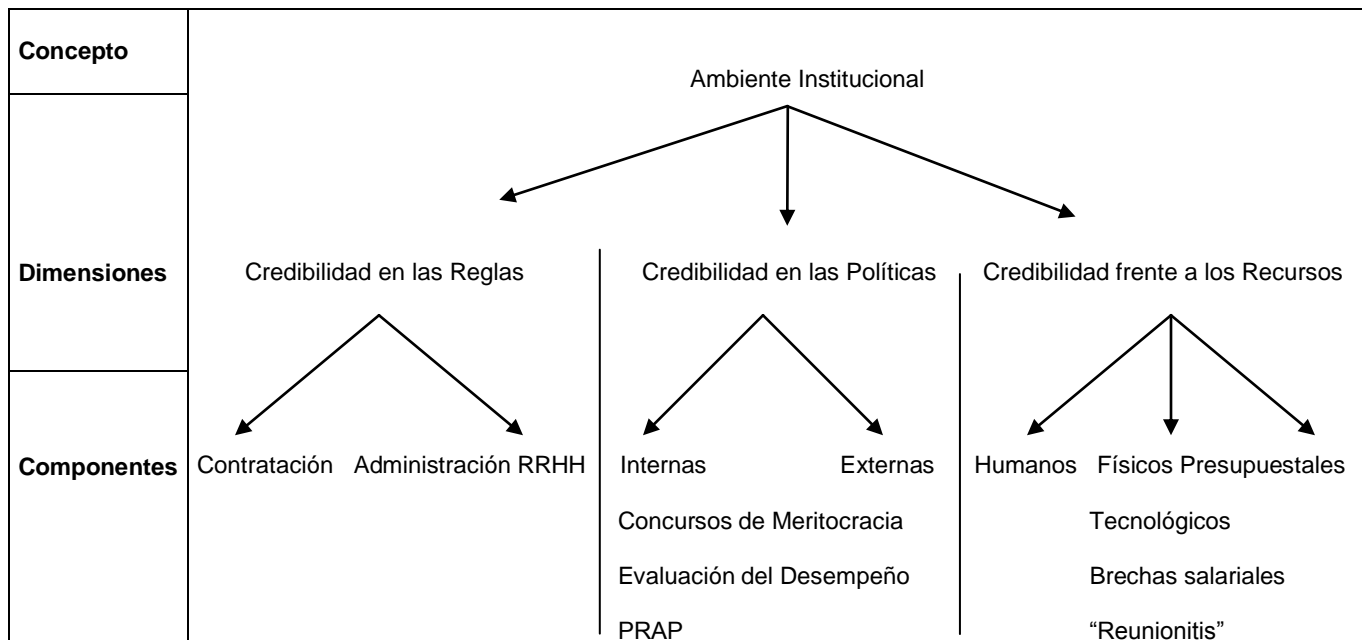 Concepto
Ambiente Institucional
Dimensiones
Credibilidad en las Reglas
Credibilidad en las Políticas
Credibilidad frente a los Recursos
Componentes
Contratación
Administración RRHH
Internas
Externas
Humanos
Físicos
Presupuestales
Concursos de Meritocracia
Tecnológicos
Evaluación del Desempeño
Brechas salariales
PRAP
“Reunionitis”